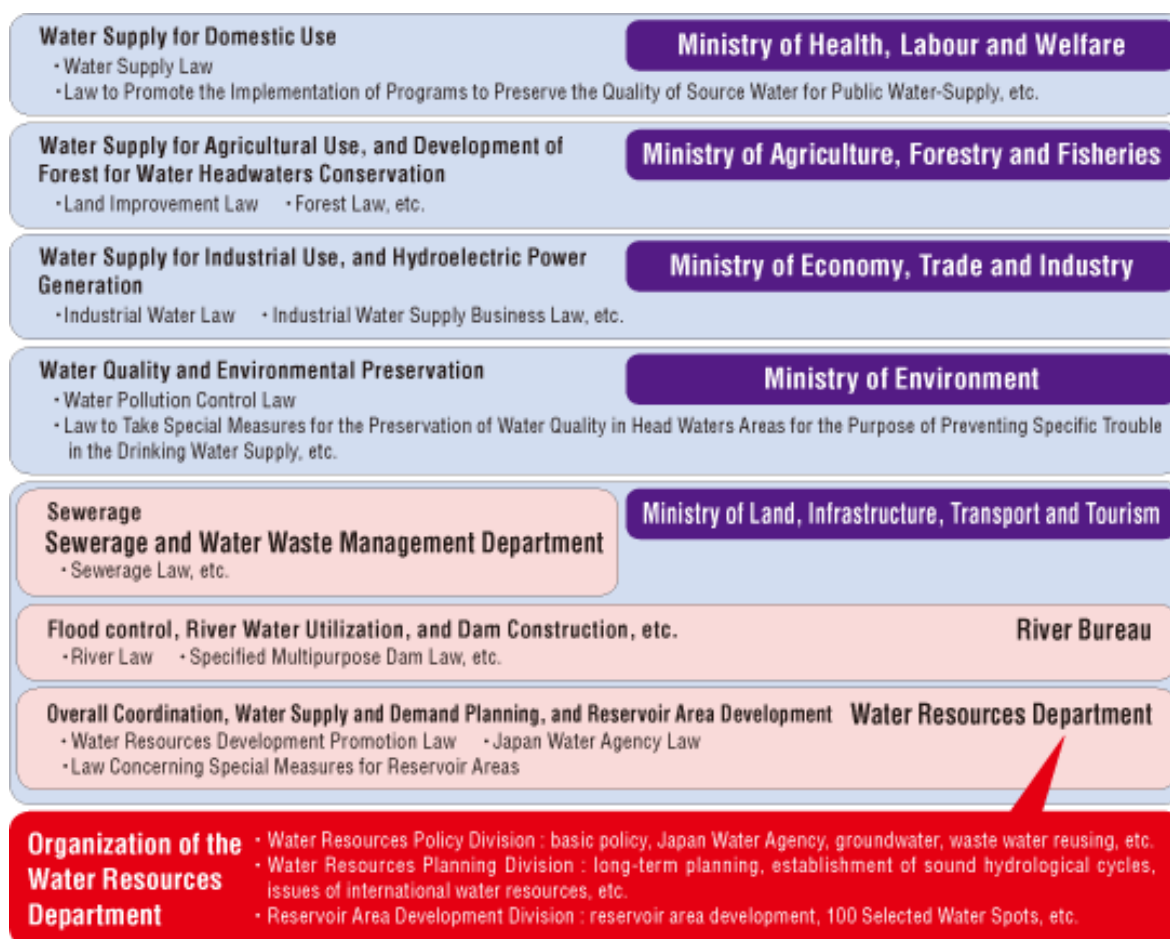 Water Supply for Domestic Use
Ministry of Health, Labour and Welfare
・Water Supply Law
・Law to Promote the Implementation of Programs to Preserve the Quality of Source Water for Public Water-Supply, etc.
Water Supply for Agricultural Use, and Development of
Forest for Water Headwaters Conservation
Ministry of Agriculture, Forestry and Fisheries
・Land Improvement Law ・Forest Law, etc.
Water Supply for Industrial Use, and Hydroelectric Power
Generation
Ministry of Economy, Trade and Industry
・Industrial Water Law ・Industrial Water Supply Business Law, etc.
Water Quality and Environmental Preservation
Ministry of Environment
・Water Pollution Control Law
・Law to Take Special Measures for the Preservation of Water Quality in Head Waters Areas for the Purpose of Preventing Specific Trouble
in the Drinking Water Supply, etc.
Ministry of Land, Infrastructure, Transport and Tourism
Sewerage
Sewerage and Water Waste Management Department
・Sewerage Law, etc.
Flood control, River Water Utilization, and Dam Construction, etc.
River Bureau
・River Law ・Specified Multipurpose Dam Law, etc.
Overall Coordination, Water Supply and Demand Planning, and Reservoir Area Development
Water Resources Department
・Water Resources Development Promotion Law ・Japan Water Agency Law
・Law Concerning Special Measures for Reservoir Areas
Organization of the
Water Resources
Department
・Water Resources Policy Division : basic policy, Japan Water Agency, groundwater, waste water reusing, etc.
・Water Resources Planning Division : long-term planning, establishment of sound hydrological cycles,
issues of international water resources, etc.
・Reservoir Area Development Division : reservoir area development, 100 Selected Water Spots, etc.